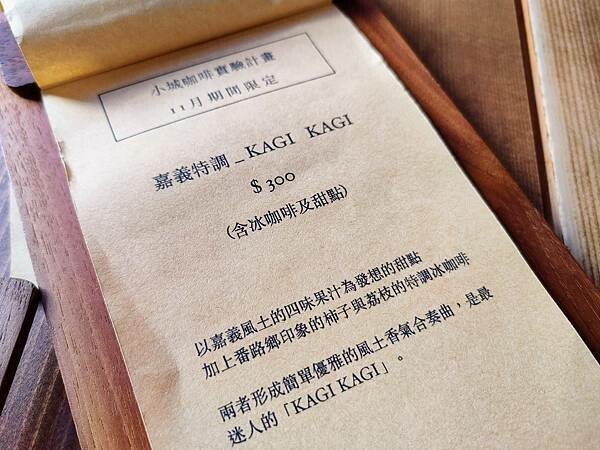 小城咖啡實驗計畫
11月期間限定
嘉義特調_KAGI KAGI
$300
(含冰咖啡及甜點)
以嘉義風土的四味果汁為發想的甜點
加上番路鄉印象的柿子與荔枝的特調冰咖啡
兩者形成簡單優雅的風土香氣合奏曲，是最
迷人的「KAGI KAGI」。